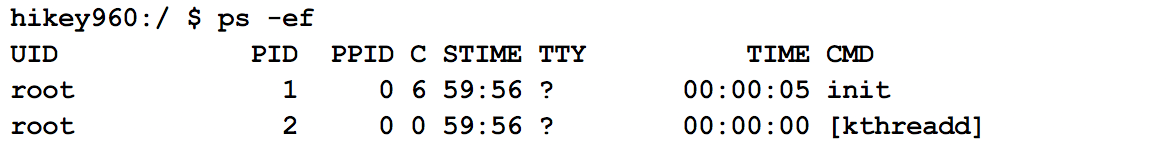 hikey960:/ $ ps -ef
UID            PID  PPID C STIME TTY          TIME CMD
root             1     0 6 59:56 ?        00:00:05 init
root             2     0 0 59:56 ?        00:00:00 [kthreadd]